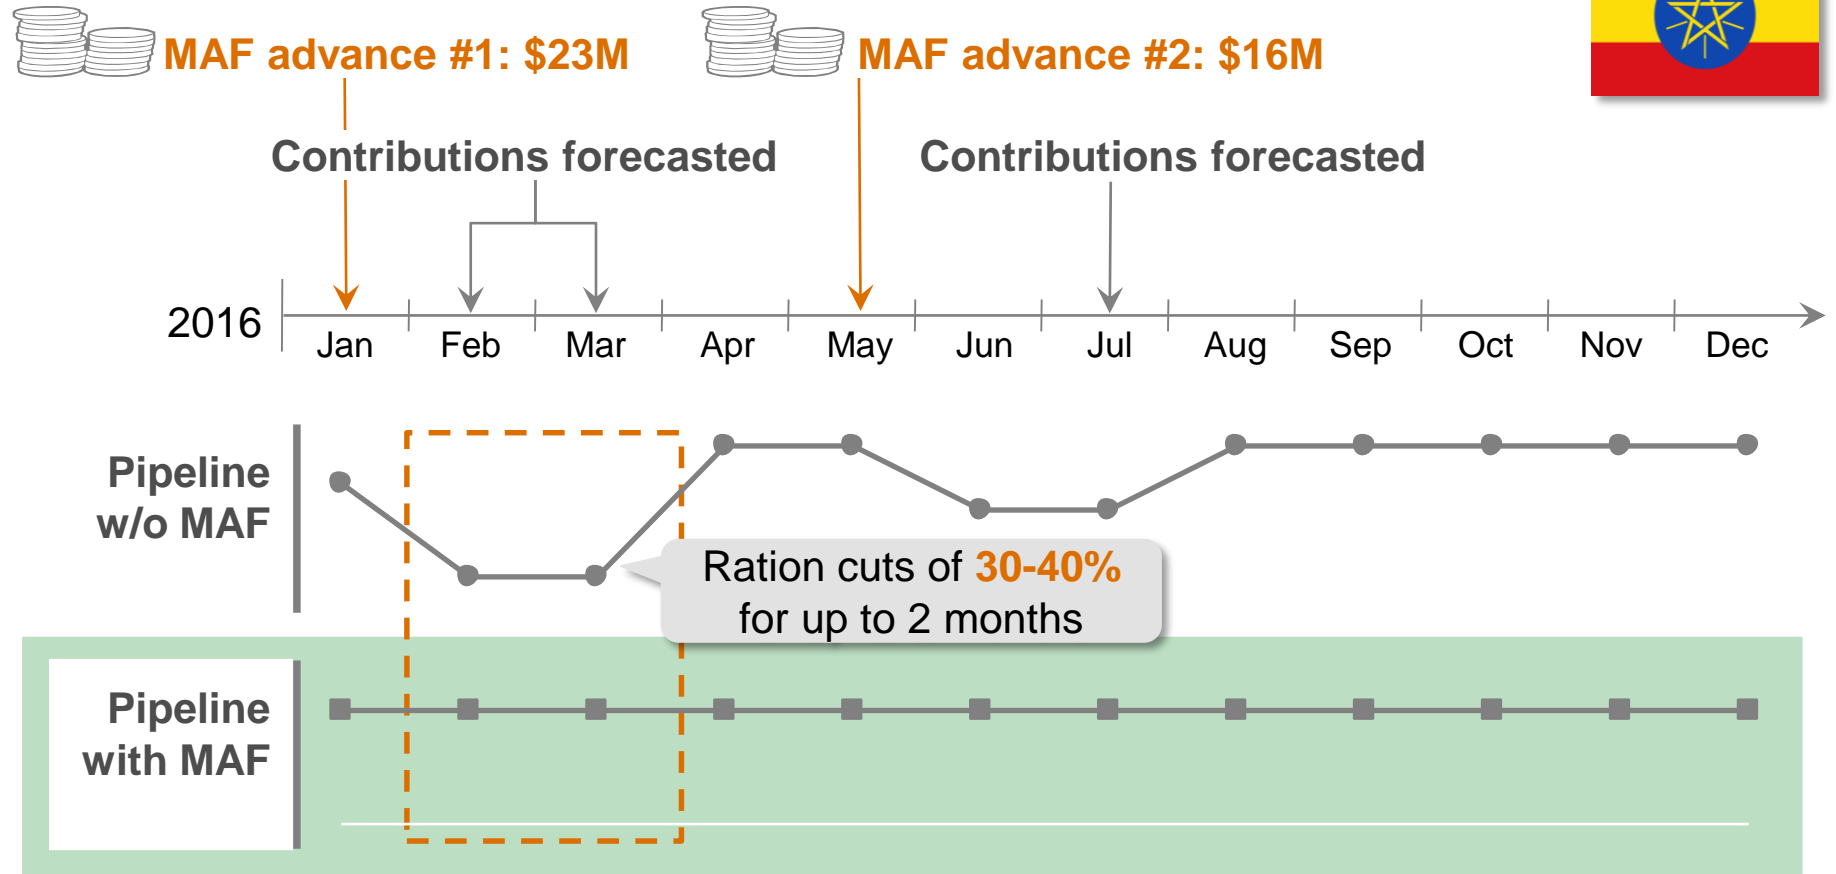 MAF advance #1: $23M
MAF advance #2: $16M
Contributions forecasted
Contributions forecasted
2016
Jan
Feb
Mar
Apr
May
Jun
Jul
Aug
Sep
Oct
Nov
Dec
Pipeline
w/o MAF
Ration cuts of 30-40%
for up to 2 months
Pipeline
with MAF